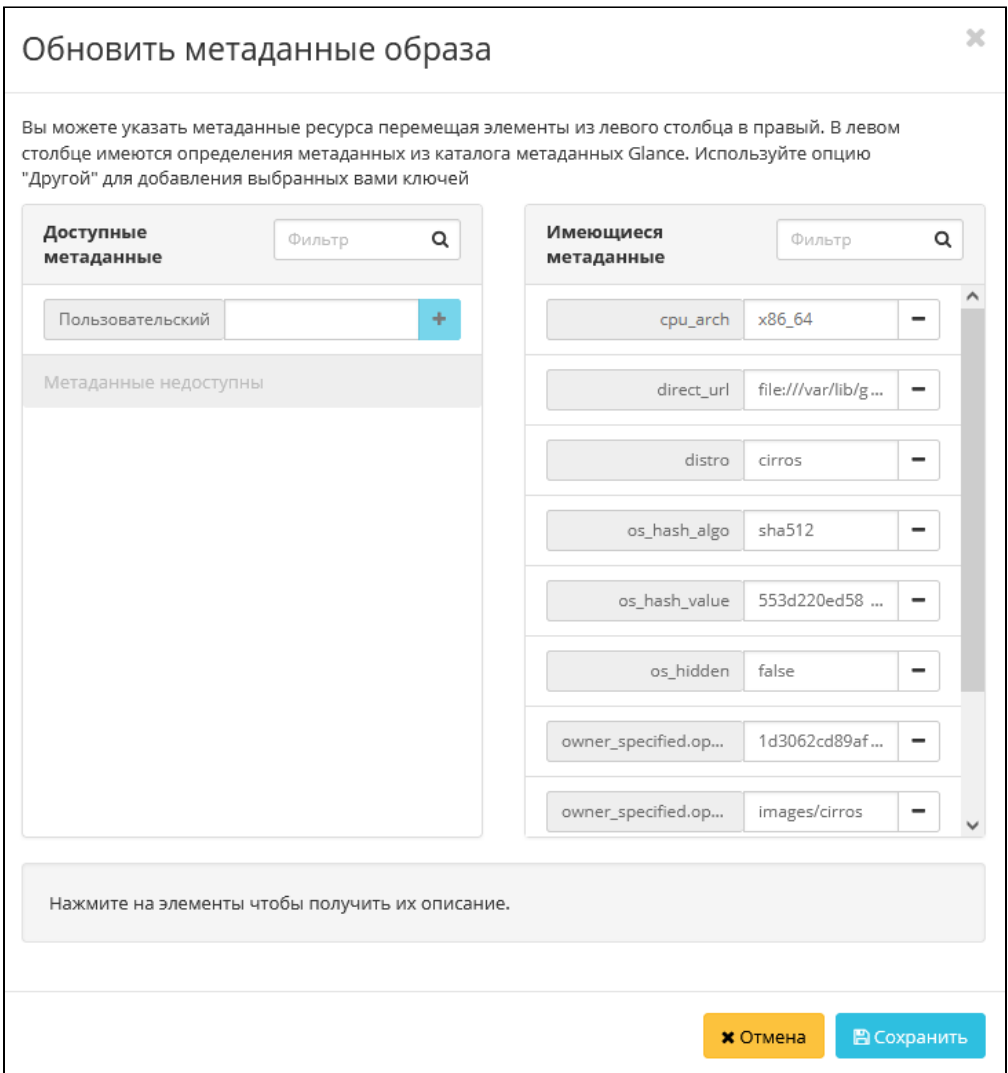 Обновить метаданные образа
Вы можете указать метаданные ресурса перемещая элементы из левого столбца в правый. В левом
столбце имеются определения метаданных из каталога метаданных Glance. Используйте опцию
"Другой" для добавления выбранных вами ключей
Доступные
метаданные
Фильтр
Пользовательский
Метаданные недоступны
Имеющиеся
метаданные
Фильтр
cpu_arch x86_64
direct_url file:///var/lib/g...
distro cirros
os_hash_algo sha512
os_hash_value 553d220ed58 ...
os_hidden false
owner_specified.op... 1d3062cd89af...
owner_specified.op... images/cirros
Нажмите на элементы чтобы получить их описание.
Отмена Сохранить